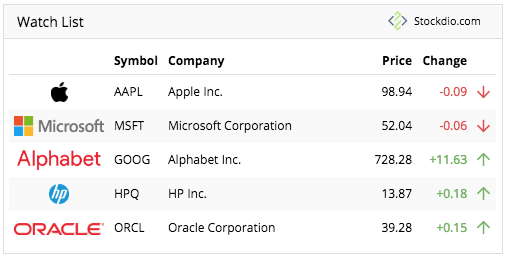 Watch List Stockdio.com
Symbol Company Price Change
AAPL Apple Inc. 98.94 -0.09
Microsoft MSFT Microsoft Corporation 52.04 -0.06
Alphabet GOOG Alphabet Inc. 728.28 +11.63
hp HPQ HP Inc. 13.87 +0.18
ORACLE ORCL Oracle Corporation 39.28 +0.15